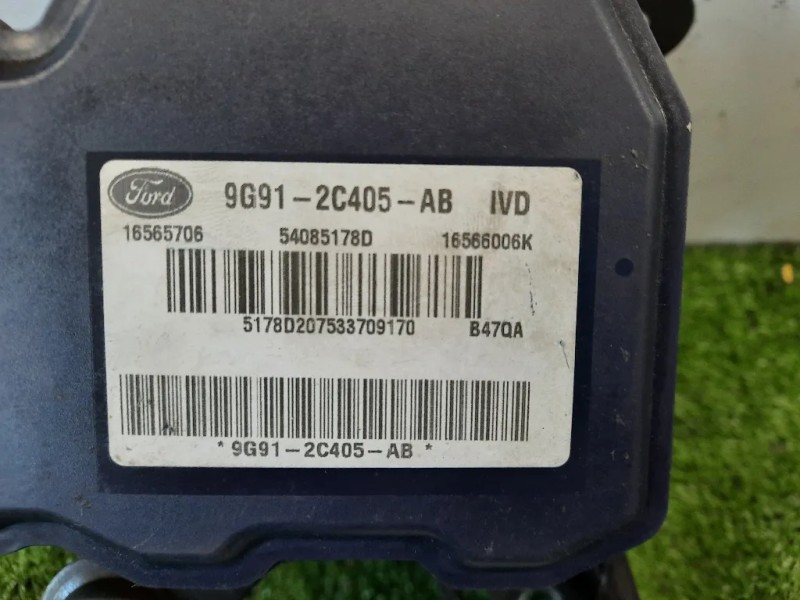 Ford 9G91-2C405-AB IVD
16565706 54085178D 16566006K
5178D207533709170 B47QA
*9G91-2C405-AB*